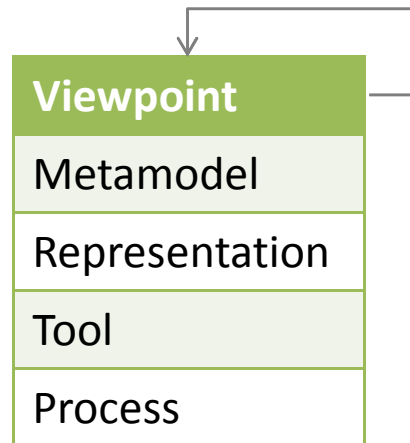 Viewpoint
Metamodel
Representation
Tool
Process